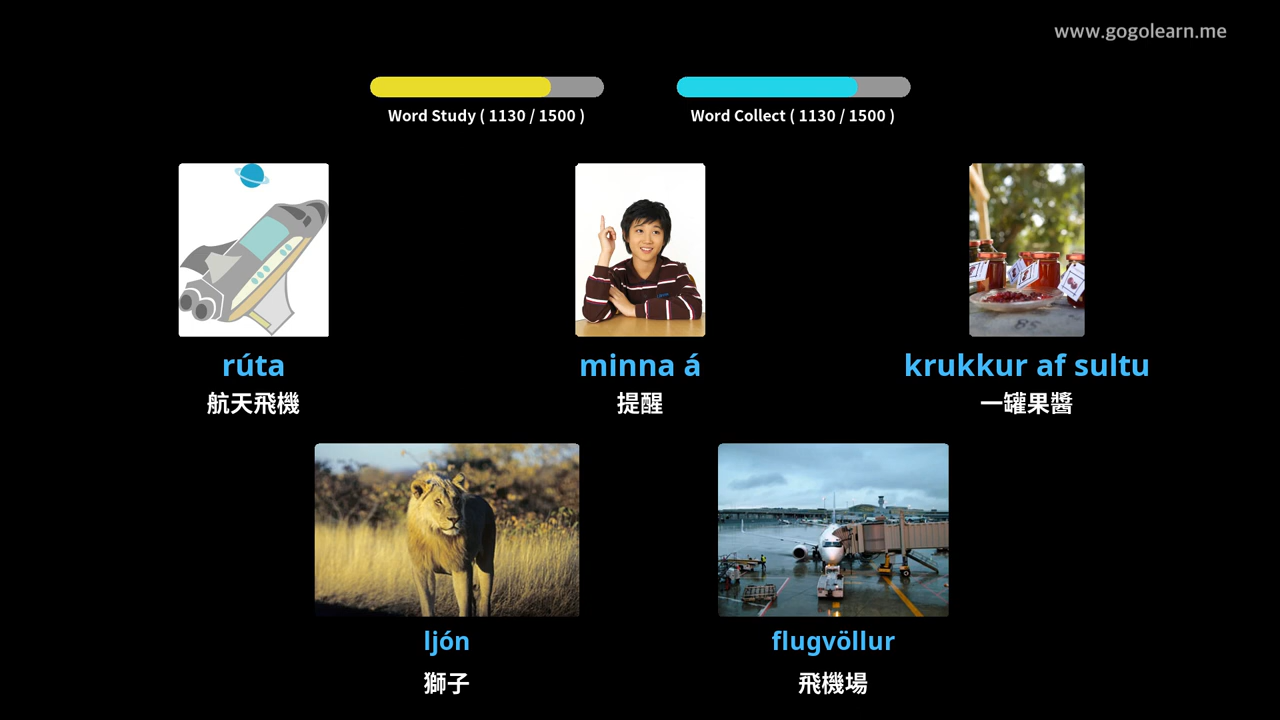 www.gogolearn.me
Word Study ( 1130 / 1500 )
Word Collect ( 1130 / 1500 )
rúta
航天飛機
minna á
提醒
krukkur af sultu
一罐果醬
ljón
獅子
flugvöllur
飛機場